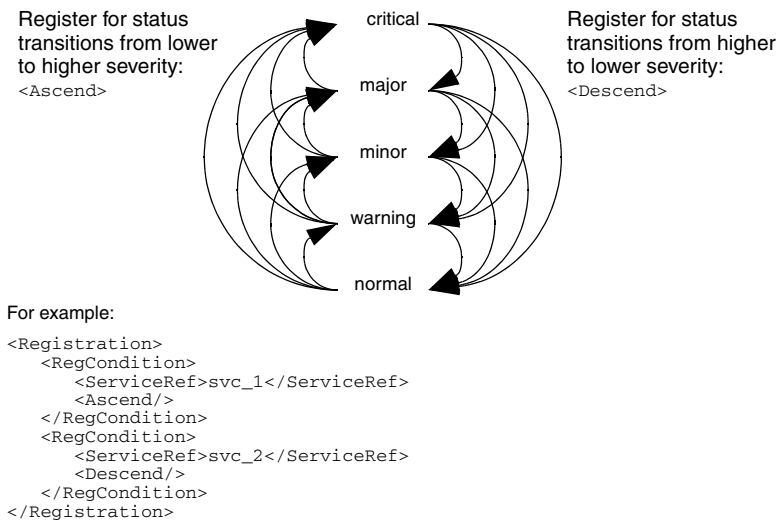 Register for status
transitions from lower
to higher severity:
<Ascend>
critical
major
minor
warning
normal
Register for status
transitions from higher
to lower severity:
<Descend>
For example:
<Registration>
   <RegCondition>
      <ServiceRef>svc_1</ServiceRef>
      <Ascend/>
   </RegCondition>
   <RegCondition>
      <ServiceRef>svc_2</ServiceRef>
      <Descend/>
   </RegCondition>
</Registration>